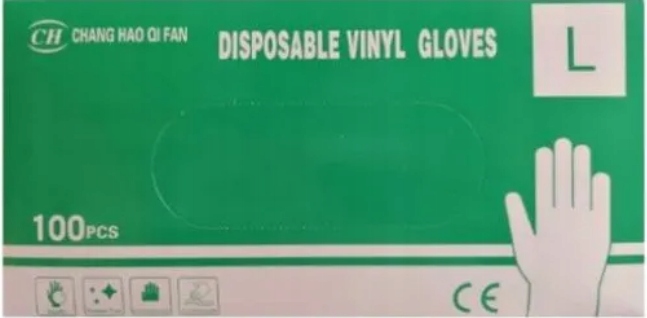 CH CHANG HAO QI FAN
DISPOSABLE VINYL GLOVES
L
100PCS
CE